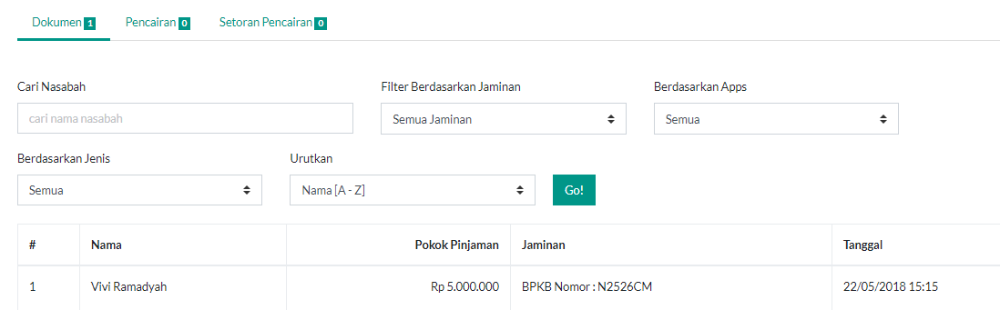 Dokumen 1 Pencairan 0 Setoran Pencairan 0
Cari Nasabah Filter Berdasarkan Jaminan Berdasarkan Apps
cari nama nasabah Semua Jaminan Semua
Berdasarkan Jenis Urutkan
Semua Nama [A - Z] Go!
# Nama Pokok Pinjaman Jaminan Tanggal
1 Vivi Ramadyah Rp 5.000.000 BPKB Nomor : N2526CM 22/05/2018 15:15